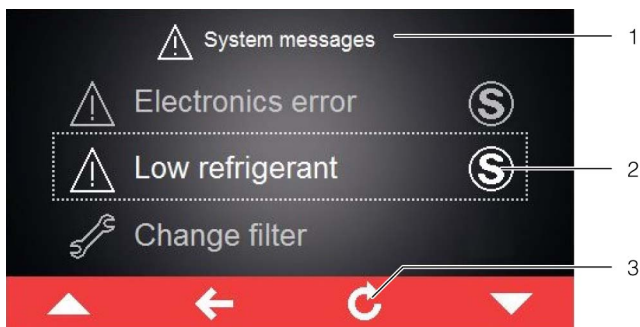 System messages
1
Electronics error
S
Low refrigerant
S
2
Change filter
3